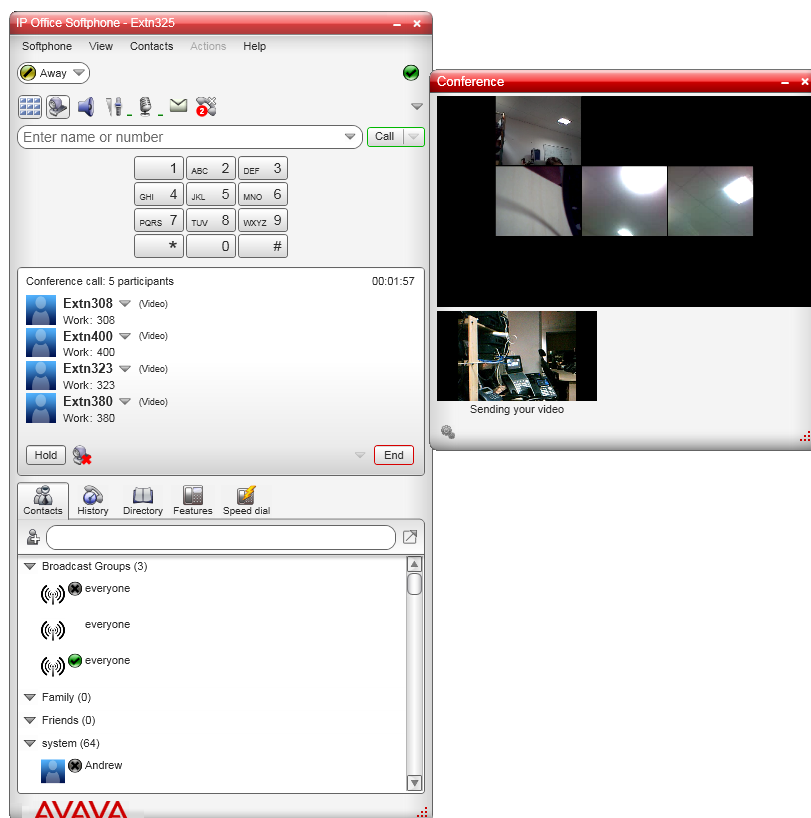 IP Office Softphone - Extn325
Softphone View Contacts Actions Help
Away
2
Enter name or number Call
1 ABC 2 DEF 3
GHI 4 JKL 5 MNO 6
PQRS 7 TUV 8 WXYZ 9
* 0 #
Conference call: 5 participants 00:01:57
Extn308 (Video)
Work: 308
Extn400 (Video)
Work: 400
Extn323 (Video)
Work: 323
Extn380 (Video)
Work: 380
Hold End
Contacts History Directory Features Speed dial
Broadcast Groups (3)
everyone
everyone
everyone
Family (0)
Friends (0)
system (64)
Andrew
AVAYA
Conference
Sending your video